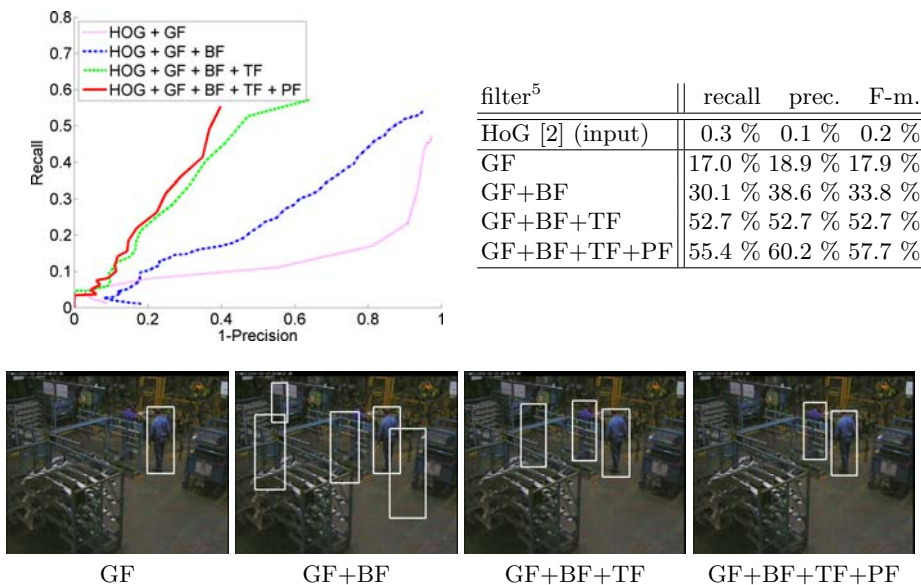 0.8
0.7
0.6
0.5
0.4
0.3
0.2
0.1
0
Recall
HOG + GF
HOG + GF + BF
HOG + GF + BF + TF
HOG + GF + BF + TF + PF
0 0.2 0.4 0.6 0.8 1
1-Precision
filter5 recall prec. F-m.
HoG [2] (input) 0.3 % 0.1 % 0.2 %
GF 17.0 % 18.9 % 17.9 %
GF+BF 30.1 % 38.6 % 33.8 %
GF+BF+TF 52.7 % 52.7 % 52.7 %
GF+BF+TF+PF 55.4 % 60.2 % 57.7 %
GF GF+BF GF+BF+TF GF+BF+TF+PF